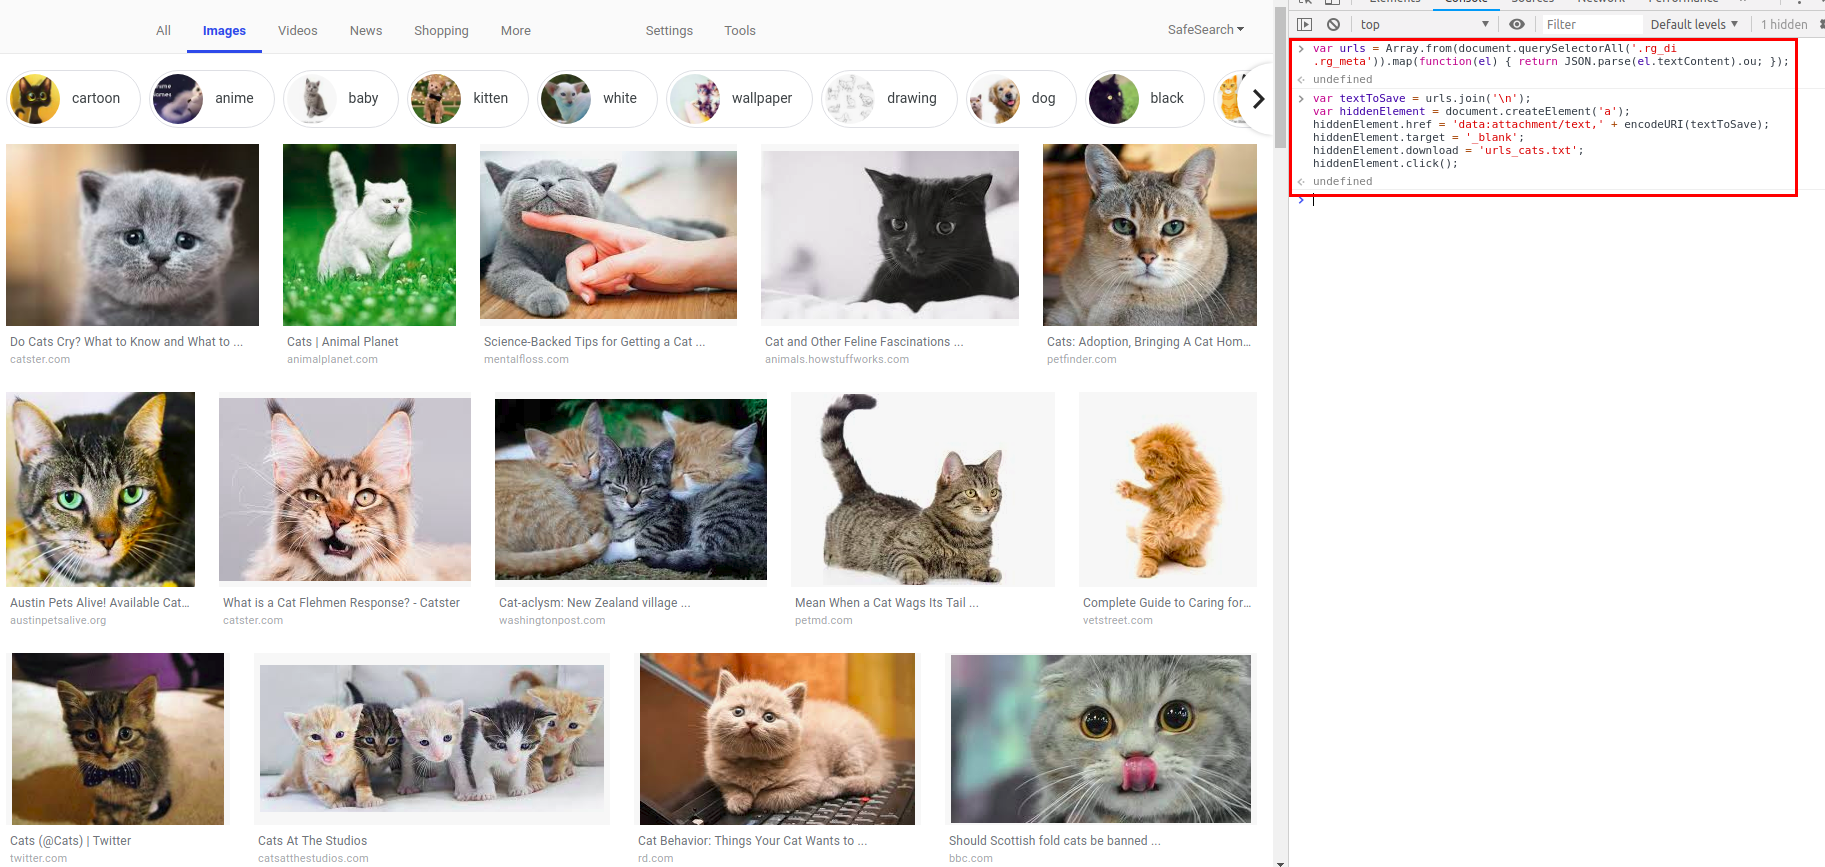 All Images Videos News Shopping More Settings Tools SafeSearch
cartoon anime baby kitten white wallpaper drawing dog black
Do Cats Cry? What to Know and What to ...
catster.com
Cats | Animal Planet
animalplanet.com
Science-Backed Tips for Getting a Cat ...
mentalfloss.com
Cat and Other Feline Fascinations ...
animals.howstuffworks.com
Cats: Adoption, Bringing A Cat Hom...
petfinder.com
Austin Pets Alive! Available Cat...
austinpetsalive.org
What is a Cat Flehmen Response? - Catster
catster.com
Cat-aclysm: New Zealand village ...
washingtonpost.com
Mean When a Cat Wags Its Tail ...
petmd.com
Complete Guide to Caring for...
vetstreet.com
Cats (@Cats) | Twitter
twitter.com
Cats At The Studios
catsatthestudios.com
Cat Behavior: Things Your Cat Wants to ...
rd.com
Should Scottish fold cats be banned ...
bbc.com
Elements Console Sources Network Performance
top Filter Default levels 1 hidden
> var urls = Array.from(document.querySelectorAll('.rg_di
.rg_meta')).map(function(el) { return JSON.parse(el.textContent).ou; });
undefined
> var textToSave = urls.join('\n');
var hiddenElement = document.createElement('a');
hiddenElement.href = 'data:attachment/text,' + encodeURI(textToSave);
hiddenElement.target = '_blank';
hiddenElement.download = 'urls_cats.txt';
hiddenElement.click();
undefined
>